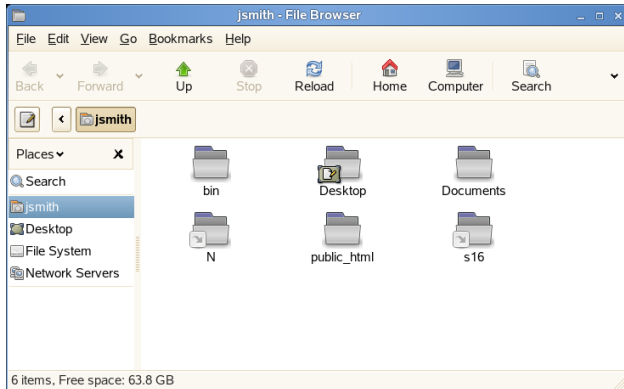 jsmith - File Browser
File Edit View Go Bookmarks Help
Back Forward Up Stop Reload Home Computer Search
jsmith
Places
Search
jsmith
Desktop
File System
Network Servers
bin Desktop Documents
N public_html s16
6 items, Free space: 63.8 GB